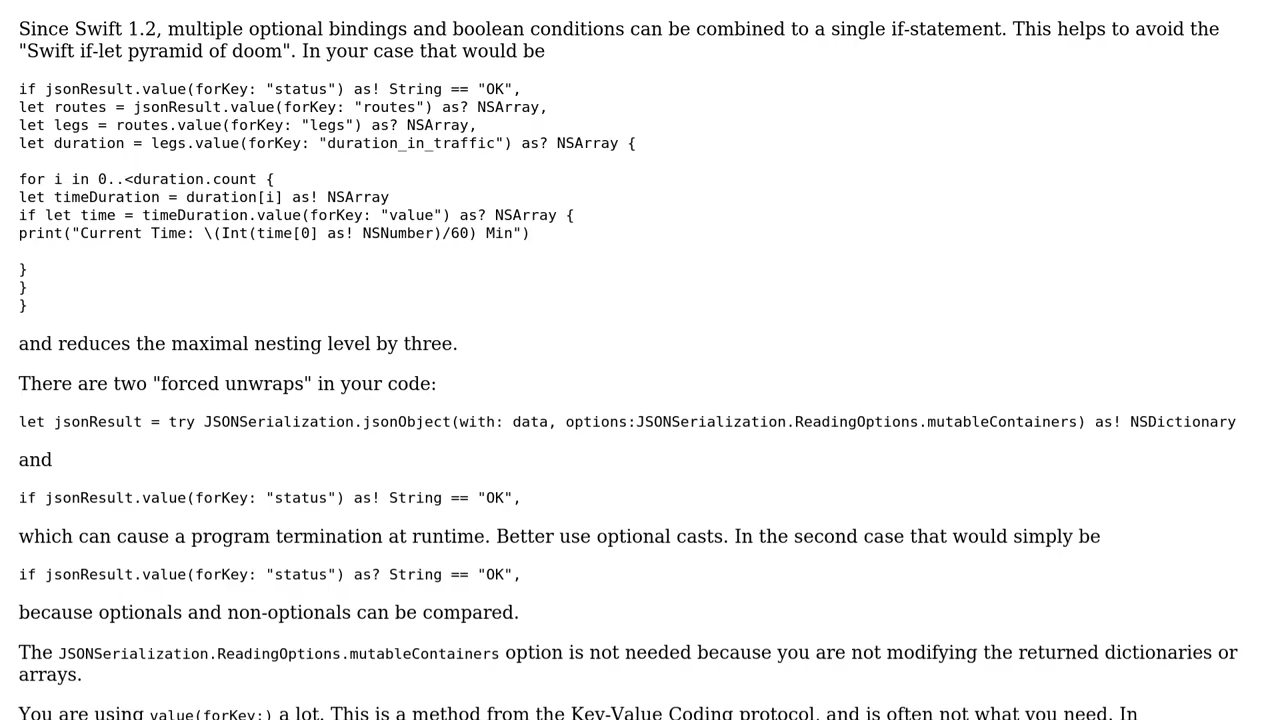 Since Swift 1.2, multiple optional bindings and boolean conditions can be combined to a single if-statement. This helps to avoid the
"Swift if-let pyramid of doom". In your case that would be
if jsonResult.value(forKey: "status") as! String == "OK",
let routes = jsonResult.value(forKey: "routes") as? NSArray,
let legs = routes.value(forKey: "legs") as? NSArray,
let duration = legs.value(forKey: "duration_in_traffic") as? NSArray {
for i in 0..<duration.count {
let timeDuration = duration[i] as! NSArray
if let time = timeDuration.value(forKey: "value") as? NSArray {
print("Current Time: \(Int(time[0] as! NSNumber)/60) Min")
}
}
}
and reduces the maximal nesting level by three.
There are two "forced unwraps" in your code:
let jsonResult = try JSONSerialization.jsonObject(with: data, options:JSONSerialization.ReadingOptions.mutableContainers) as! NSDictionary
and
if jsonResult.value(forKey: "status") as! String == "OK",
which can cause a program termination at runtime. Better use optional casts. In the second case that would simply be
if jsonResult.value(forKey: "status") as? String == "OK",
because optionals and non-optionals can be compared.
The JSONSerialization.ReadingOptions.mutableContainers option is not needed because you are not modifying the returned dictionaries or
arrays.
You are using value(forKey:) a lot. This is a method from the Key-Value Coding protocol, and is often not what you need. In